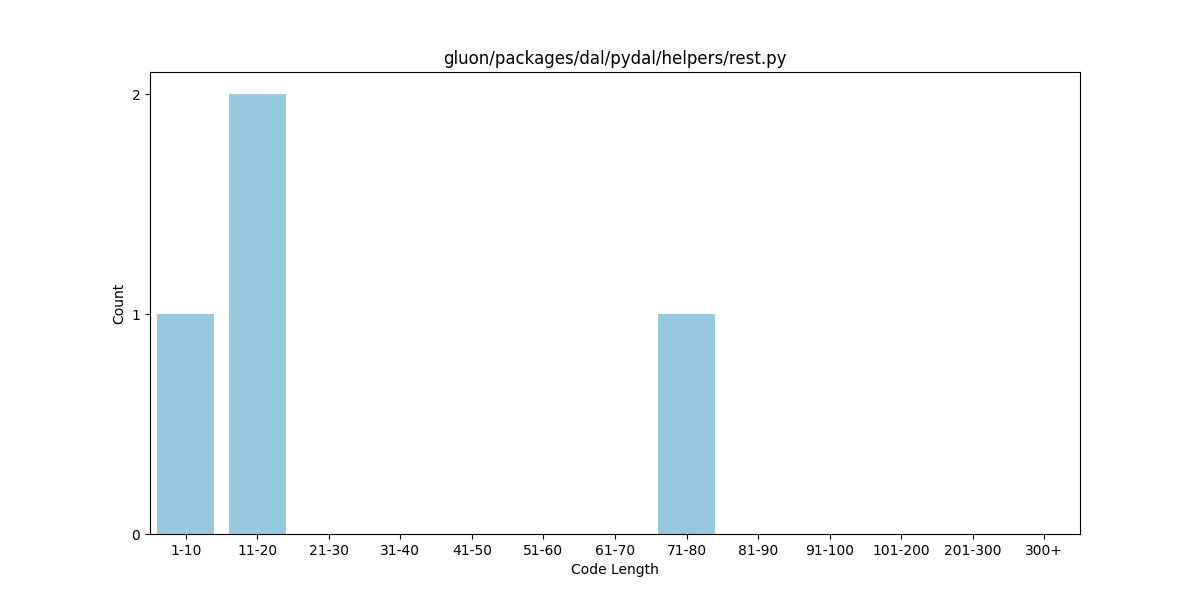 gluon/packages/dal/pydal/helpers/rest.py
2
1
0
Count
1-10 11-20 21-30 31-40 41-50 51-60 61-70 71-80 81-90 91-100 101-200 201-300 300+
Code Length